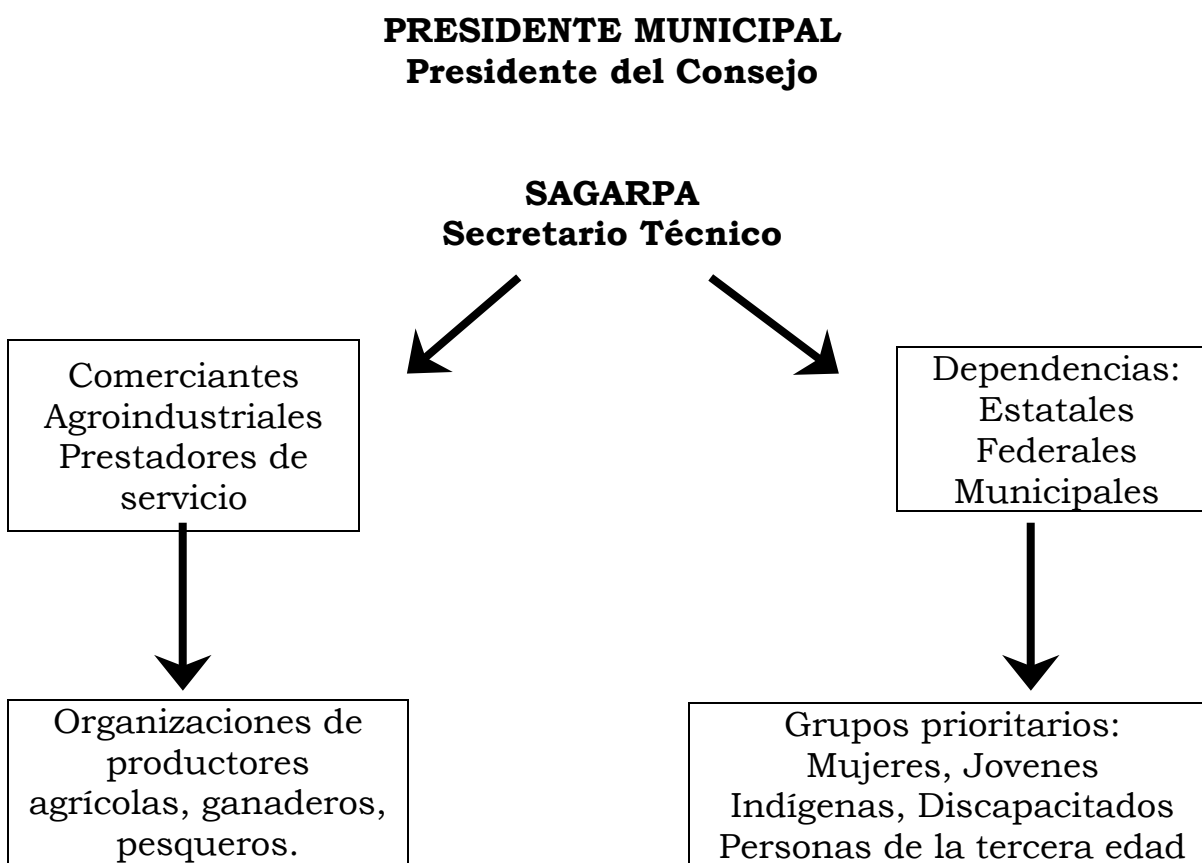 PRESIDENTE MUNICIPAL
Presidente del Consejo
SAGARPA
Secretario Técnico
Comerciantes
Agroindustriales
Prestadores de
servicio
Dependencias:
Estatales
Federales
Municipales
Organizaciones de
productores
agrícolas, ganaderos,
pesqueros.
Grupos prioritarios:
Mujeres, Jovenes
Indígenas, Discapacitados
Personas de la tercera edad